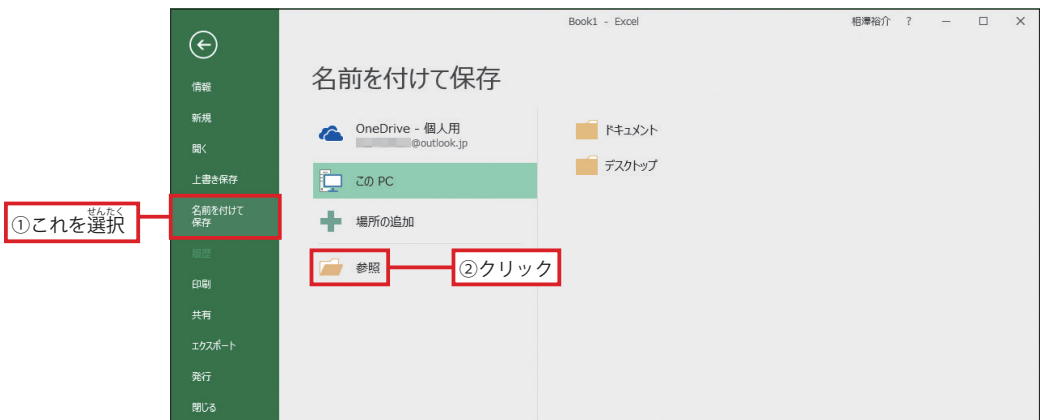 Book1 - Excel
相澤裕介 ?
名前を付けて保存
情報
新規
開く
上書き保存
名前を付けて
保存
履歴
印刷
共有
エクスポート
発行
閉じる
OneDrive - 個人用
@outlook.jp
この PC
場所の追加
参照
ドキュメント
デスクトップ
せんたく
①これを選択
②クリック